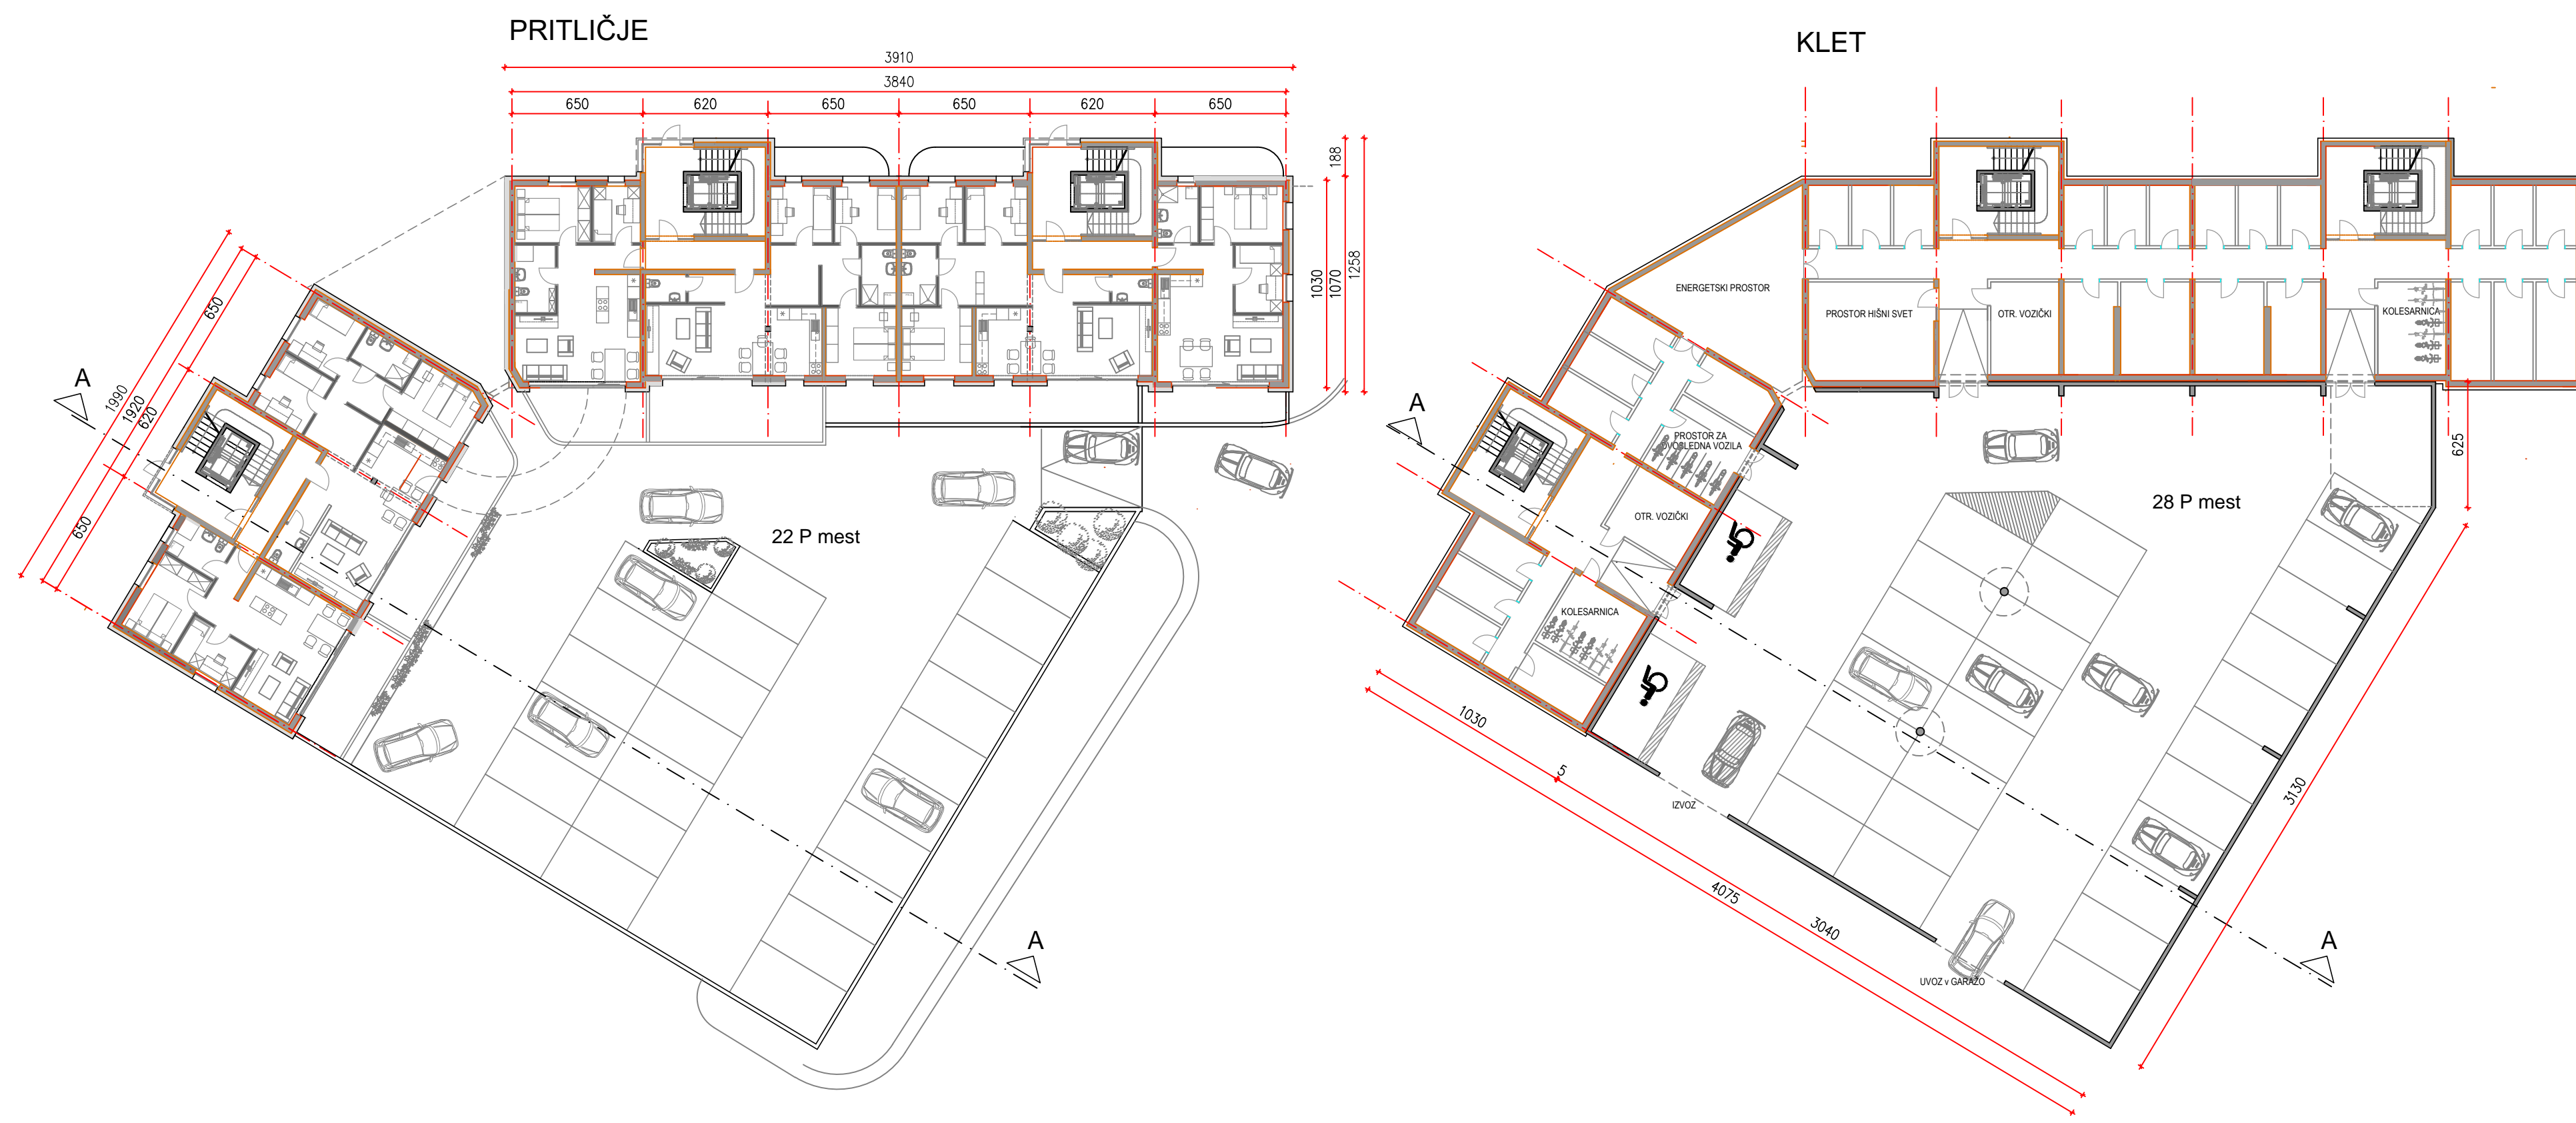 PRITLIČJE
3910
3840
650
620
650
650
620
650
188
1030
1070
1258
650
1990
1920
620
650
A
22 P mest
A
KLET
ENERGETSKI PROSTOR
PROSTOR HIŠNI SVET
OTR. VOZIČKI
KOLESARNICA
625
A
PROSTOR ZA
DVOSLEDNA VOZILA
28 P mest
OTR. VOZIČKI
KOLESARNICA
1030
5
IZVOZ
3130
4075
3040
A
UVOZ v GARAŽO